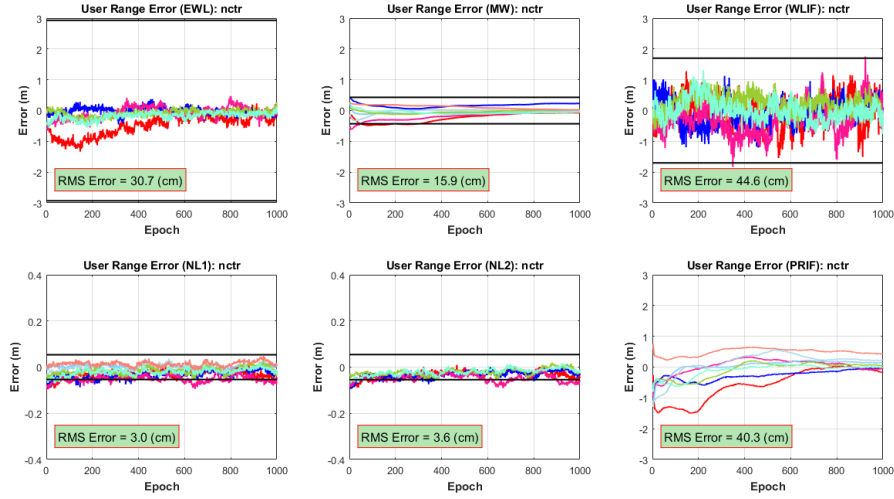 User Range Error (EWL): nctr
3
2
1
0
-1
-2
-3
Error (m)
RMS Error = 30.7 (cm)
0 200 400 600 800 1000
Epoch
User Range Error (MW): nctr
3
2
1
0
-1
-2
-3
Error (m)
RMS Error = 15.9 (cm)
0 200 400 600 800 1000
Epoch
User Range Error (WLIF): nctr
3
2
1
0
-1
-2
-3
Error (m)
RMS Error = 44.6 (cm)
0 200 400 600 800 1000
Epoch
User Range Error (NL1): nctr
0.4
0.2
0
-0.2
-0.4
Error (m)
RMS Error = 3.0 (cm)
0 200 400 600 800 1000
Epoch
User Range Error (NL2): nctr
0.4
0.2
0
-0.2
-0.4
Error (m)
RMS Error = 3.6 (cm)
0 200 400 600 800 1000
Epoch
User Range Error (PRIF): nctr
3
2
1
0
-1
-2
-3
Error (m)
RMS Error = 40.3 (cm)
0 200 400 600 800 1000
Epoch